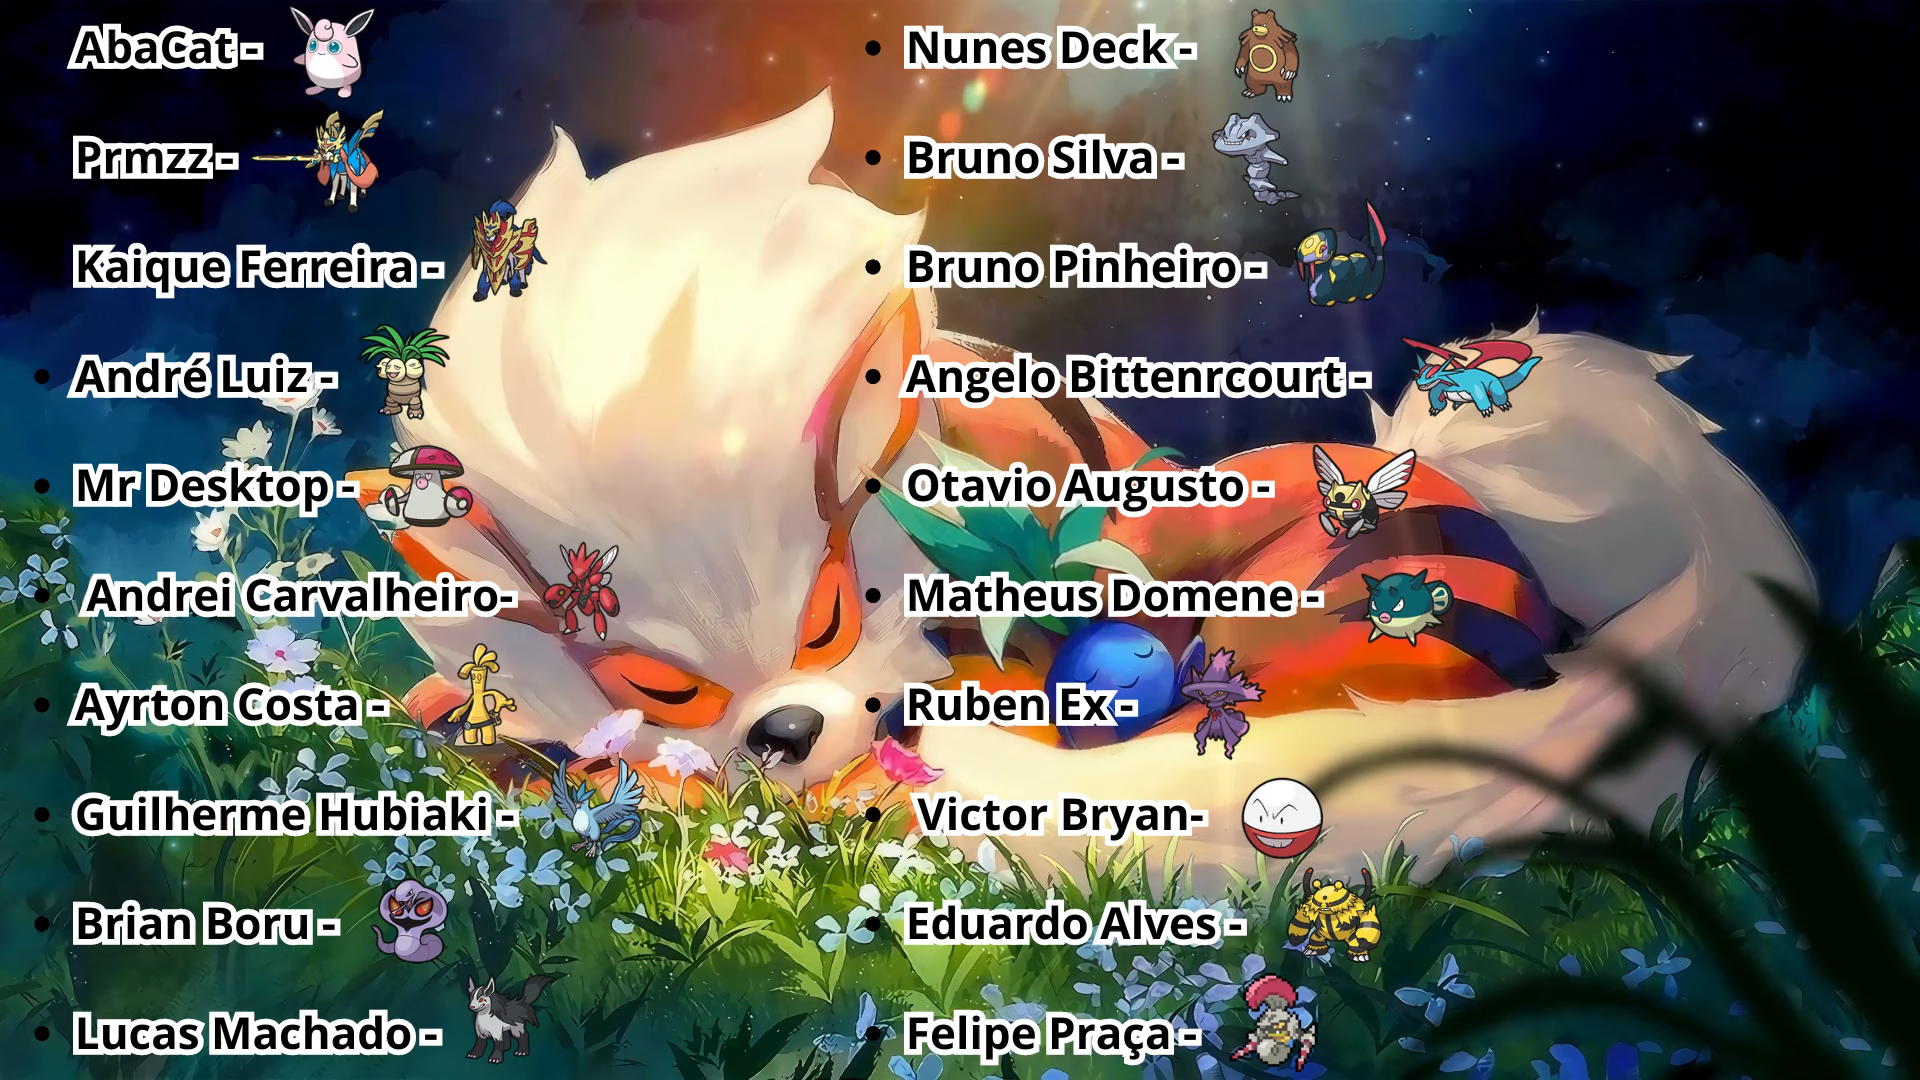 AbaCat -
Prmzz -
Kaique Ferreira -
• André Luiz -
• Mr Desktop -
• Andrei Carvalheiro-
• Ayrton Costa -
• Guilherme Hubiaki -
• Brian Boru -
• Lucas Machado -
• Nunes Deck -
• Bruno Silva -
• Bruno Pinheiro -
• Angelo Bittenrcourt -
• Otavio Augusto -
• Matheus Domene -
• Ruben Ex -
• Victor Bryan-
• Eduardo Alves -
• Felipe Praça -